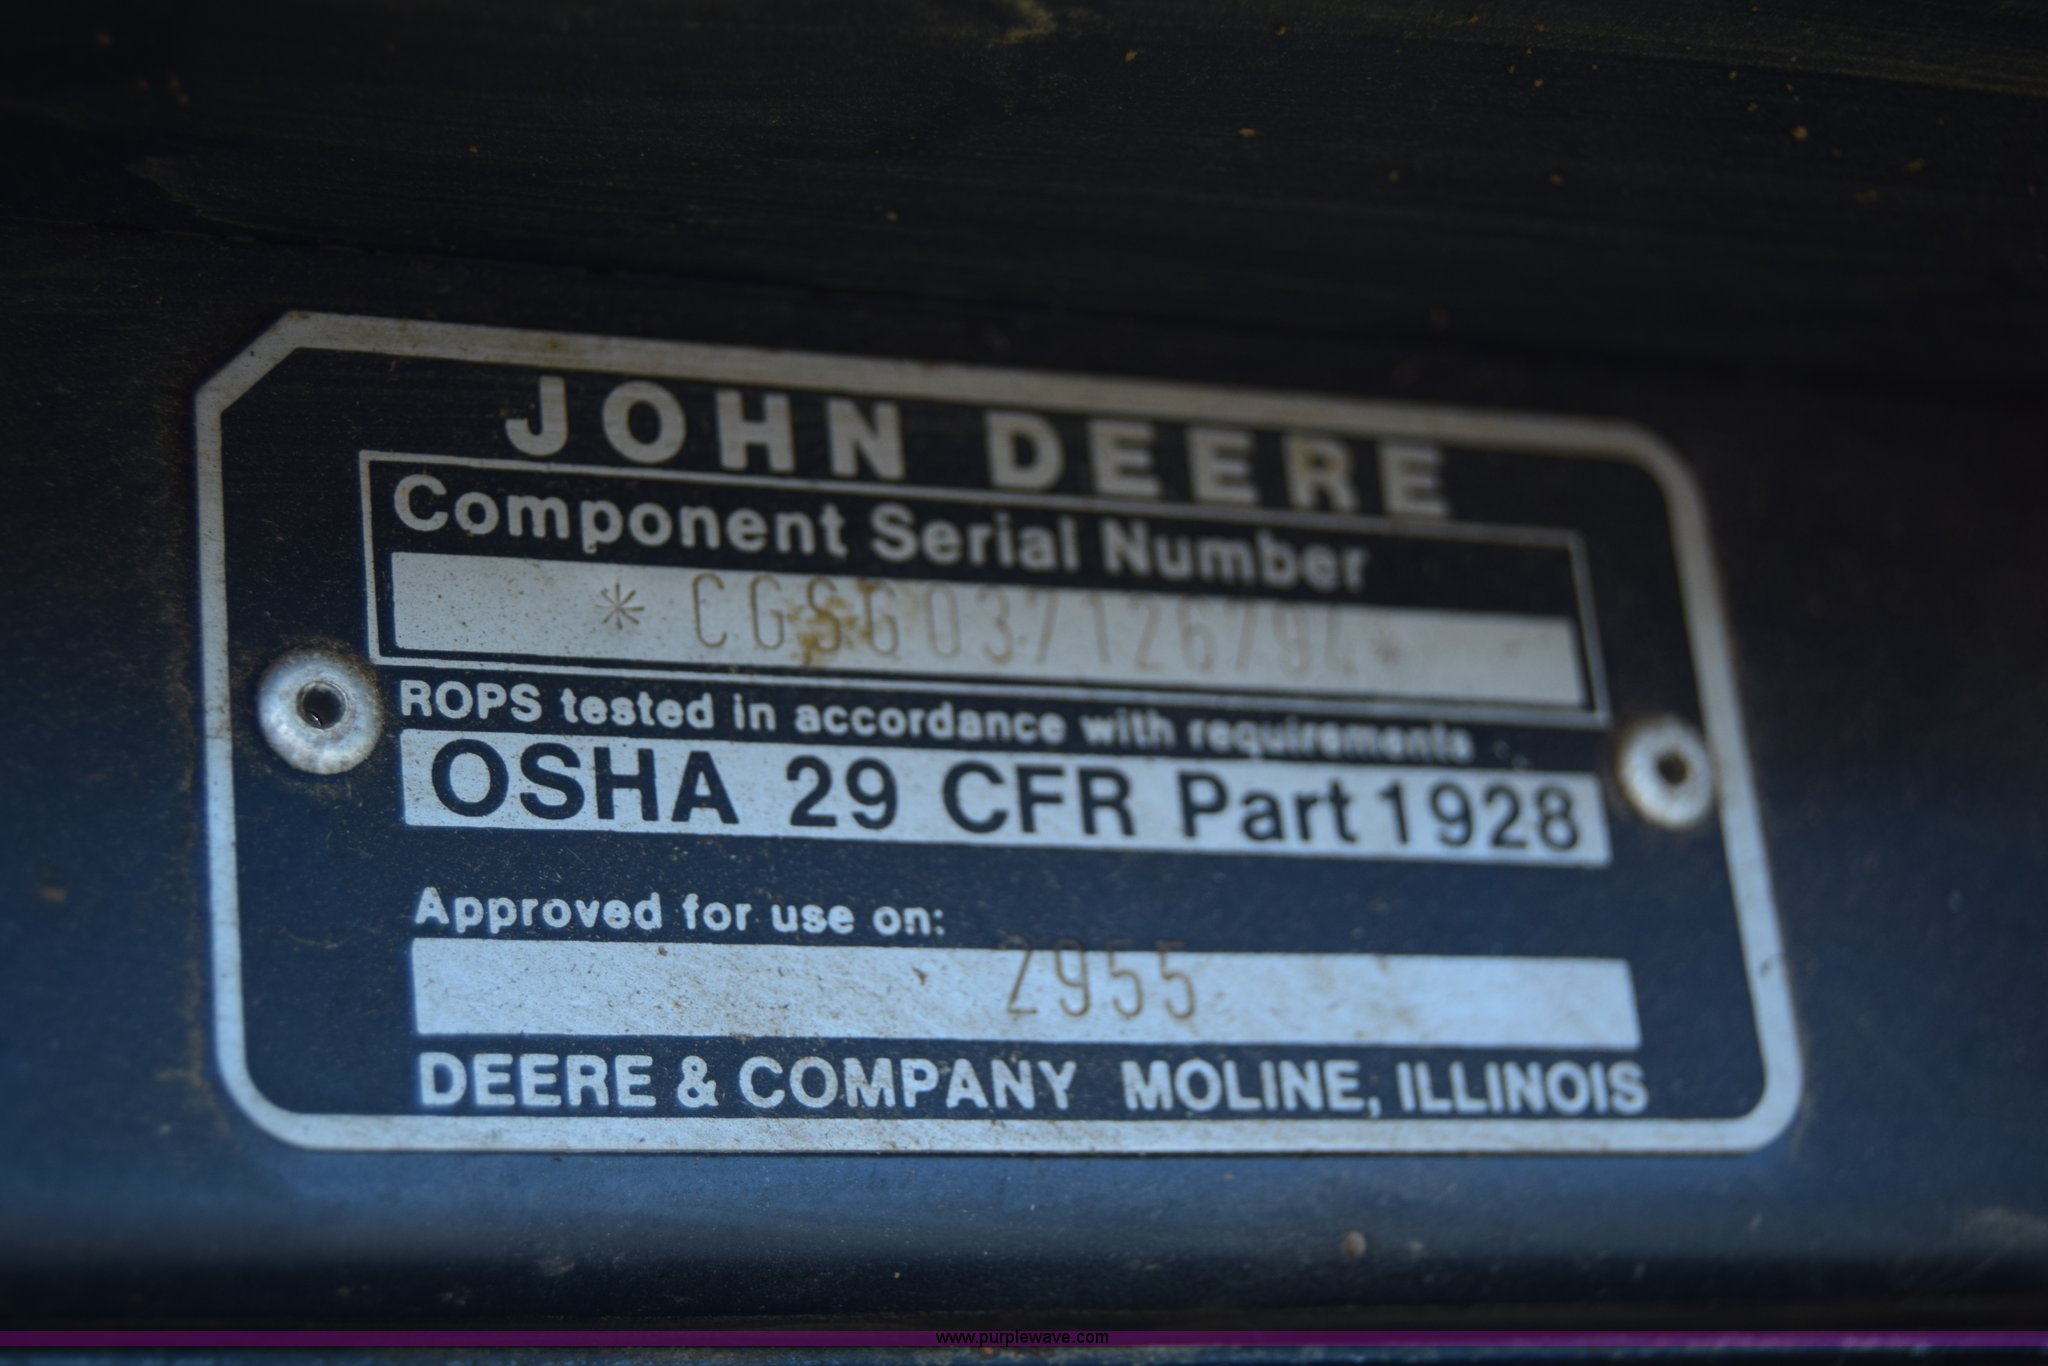 JOHN DEERE
Component Serial Number
* CGSG037126794*
ROPS tested in accordance with requirements
OSHA 29 CFR Part 1928
Approved for use on:
2955
DEERE & COMPANY MOLINE, ILLINOIS
www.purplewave.com